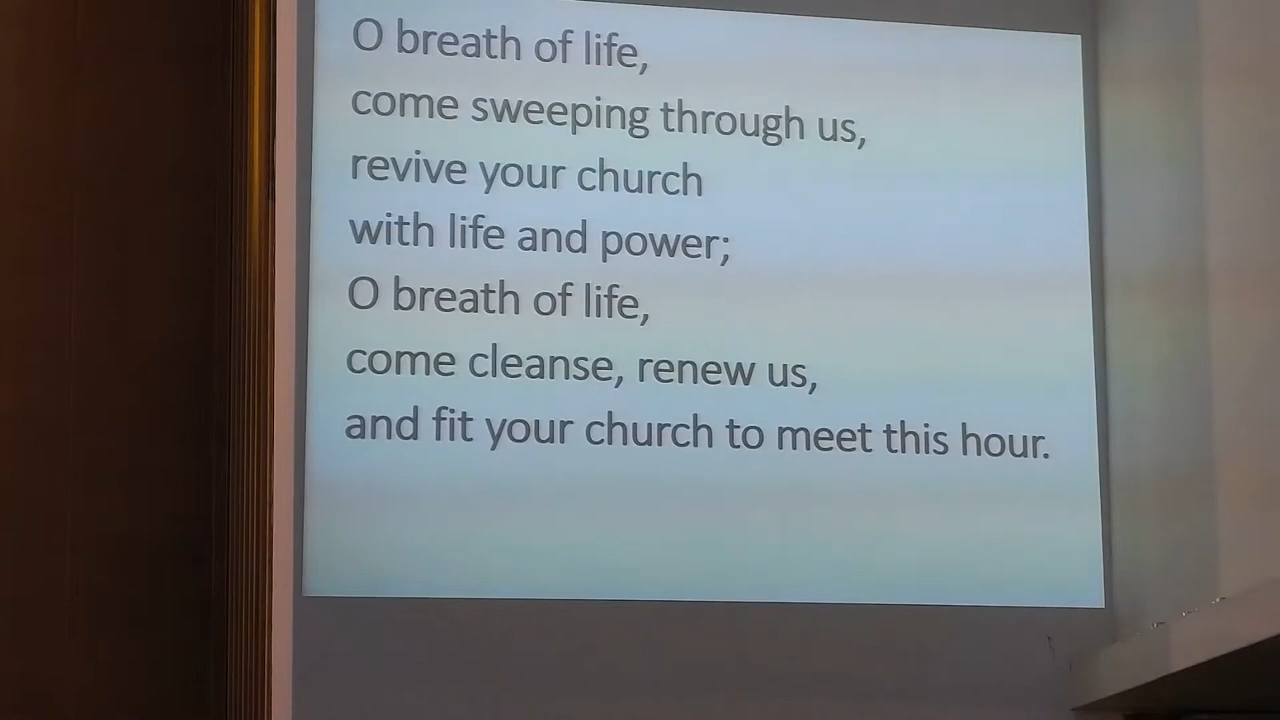 O breath of life,
come sweeping through us,
revive your church
with life and power;
O breath of life,
come cleanse, renew us,
and fit your church to meet this hour.